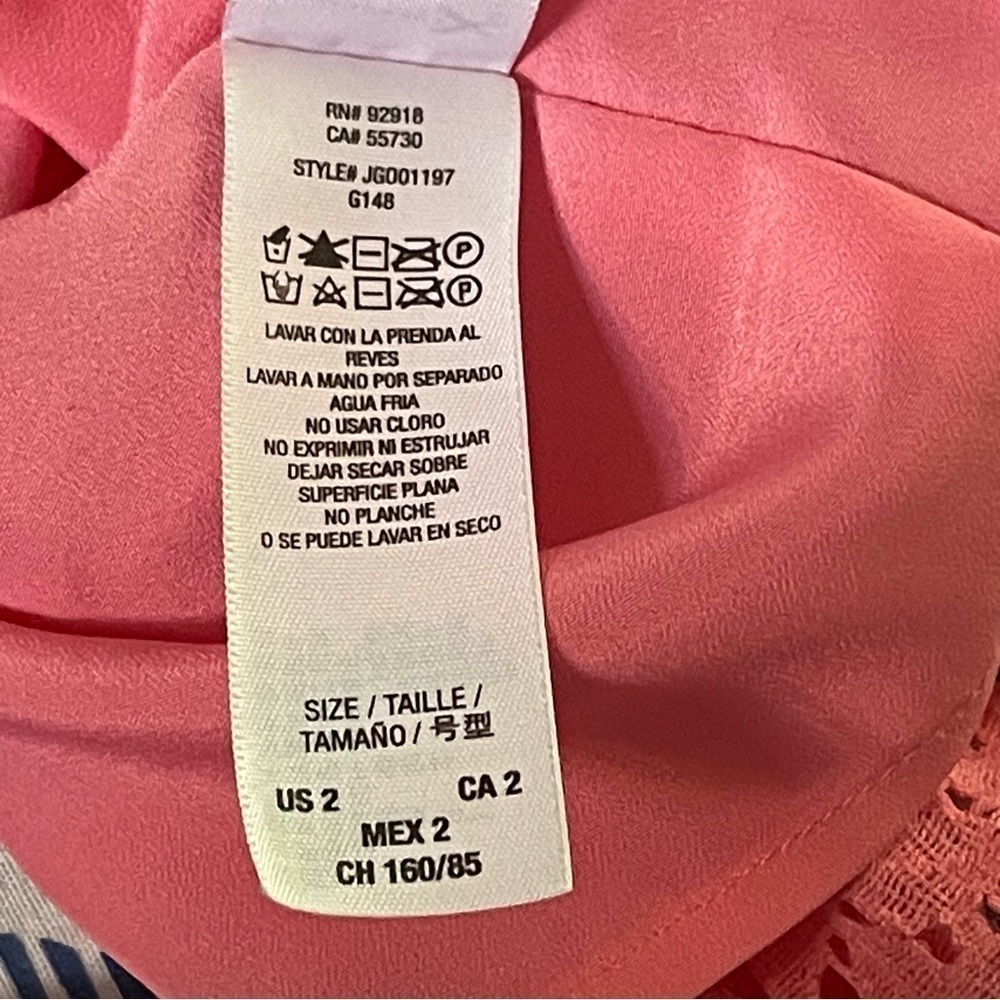 RN# 92918
CA# 55730
STYLE# JG001197
G148
LAVAR CON LA PRENDA AL
REVES
LAVAR A MANO POR SEPARADO
AGUA FRIA
NO USAR CLORO
NO EXPRIMIR NI ESTRUJAR
DEJAR SECAR SOBRE
SUPERFICIE PLANA
NO PLANCHE
O SE PUEDE LAVAR EN SECO
SIZE / TAILLE /
TAMAÑO / 号型
US 2 CA 2
MEX 2
CH 160/85